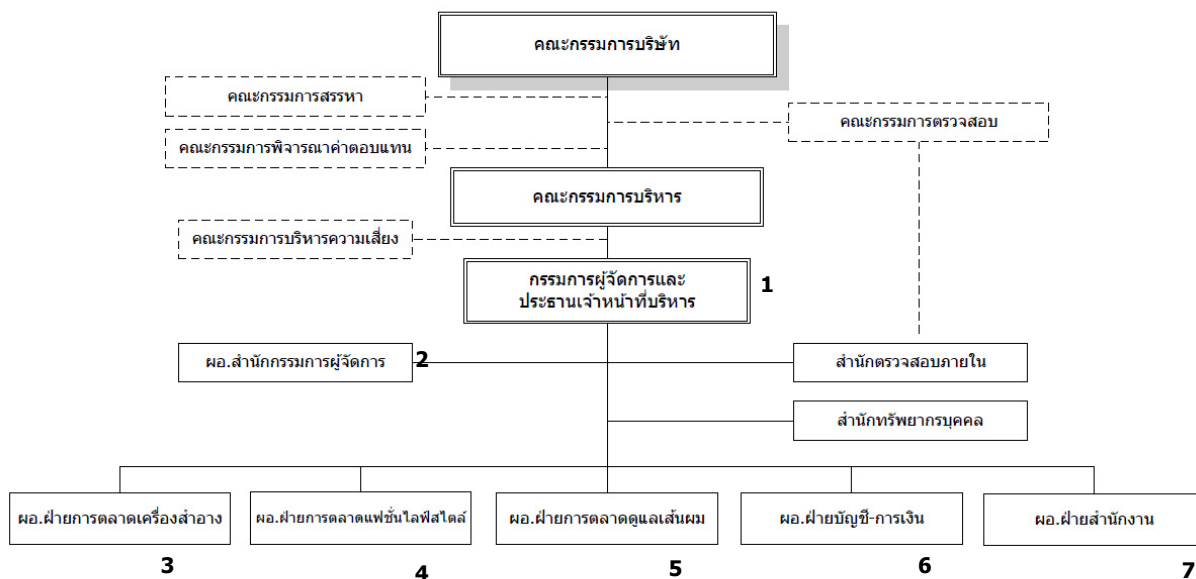 คณะกรรมการบริษัท
คณะกรรมการสรรหา
คณะกรรมการตรวจสอบ
คณะกรรมการพิจารณาค่าตอบแทน
คณะกรรมการบริหาร
คณะกรรมการบริหารความเสี่ยง
กรรมการผู้จัดการและ
ประธานเจ้าหน้าที่บริหาร
1
ผอ.สำนักกรรมการผู้จัดการ
2
สำนักตรวจสอบภายใน
สำนักทรัพยากรบุคคล
ผอ.ฝ่ายการตลาดเครื่องสำอาง
ผอ.ฝ่ายการตลาดแฟชั่นไลฟ์สไตล์
ผอ.ฝ่ายการตลาดดูแลเส้นผม
ผอ.ฝ่ายบัญชี-การเงิน
ผอ.ฝ่ายสำนักงาน
3
4
5
6
7